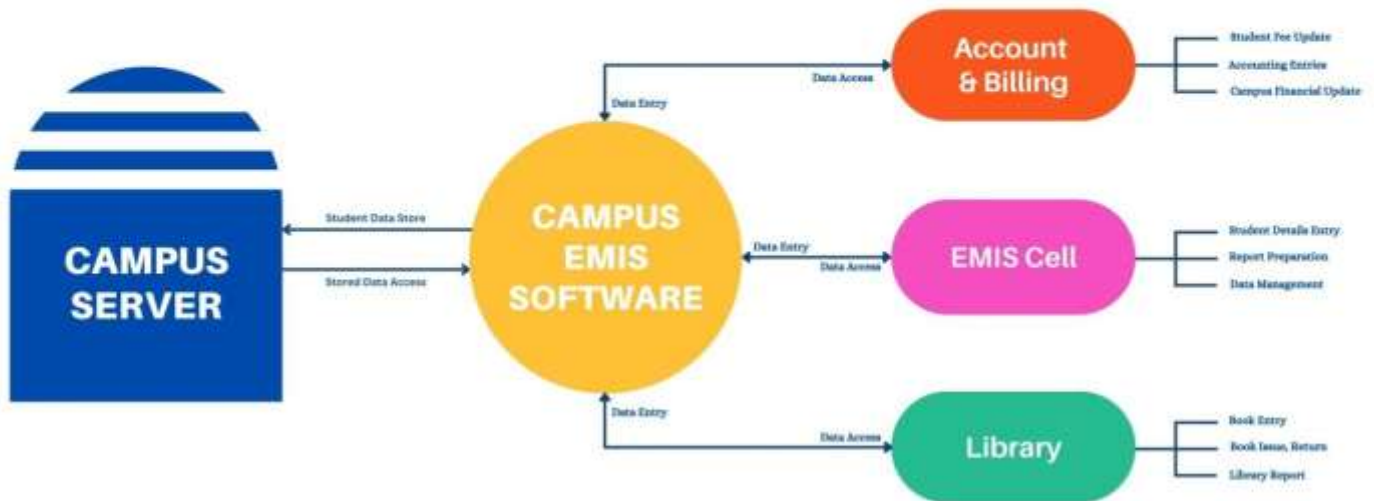 CAMPUS
SERVER
Student Data Store
Stored Data Access
CAMPUS
EMIS
SOFTWARE
Data Entry
Data Access
Account
& Billing
Student Fee Update
Accounting Entries
Campus Financial Update
Data Entry
Data Access
EMIS Cell
Student Details Entry
Report Preparation
Data Management
Data Entry
Data Access
Library
Book Entry
Book Issue, Return
Library Report